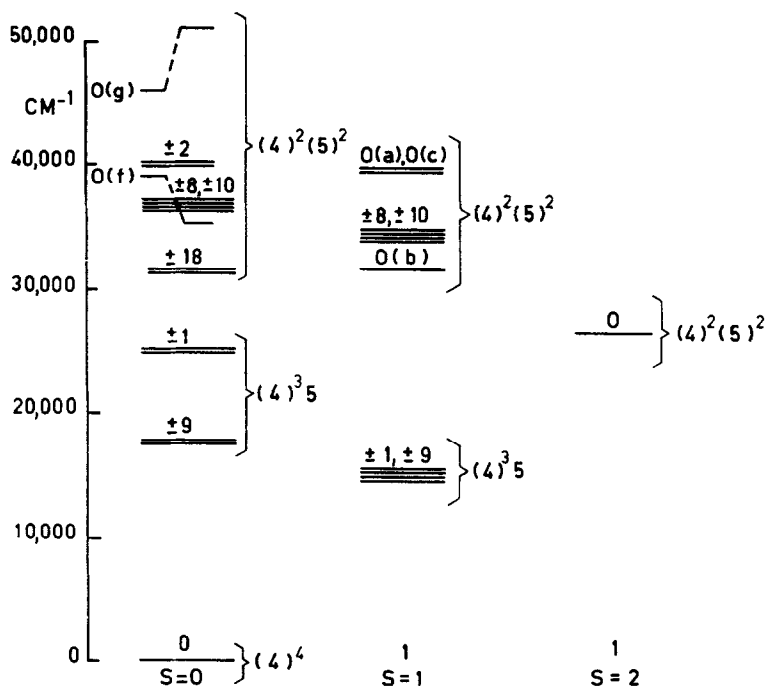 50,000
O(g)
CM⁻¹
±2
(4)²(5)²
40,000
O(f)
±8,±10
±18
30,000
±1
(4)³5
20,000
±9
10,000
0
0
(4)⁴
S=0
O(a),O(c)
±8,±10
(4)²(5)²
O(b)
±1,±9
(4)³5
1
S=1
0
(4)²(5)²
1
S=2